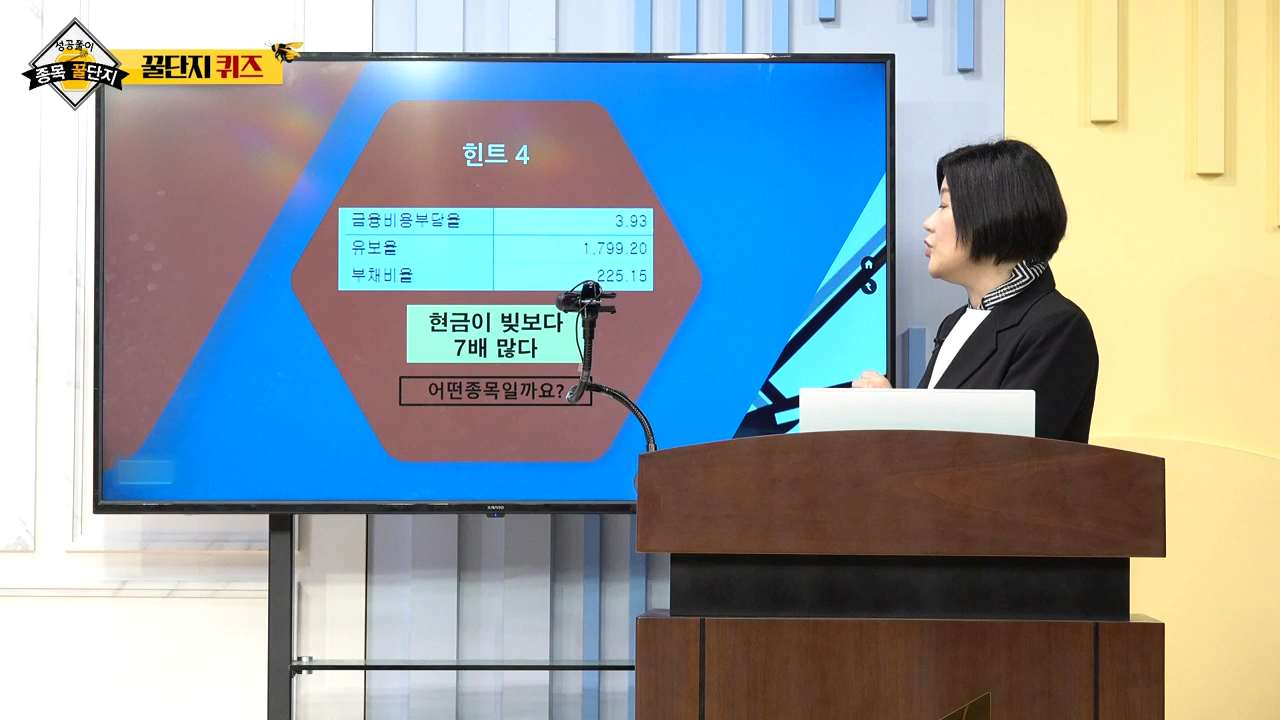 성공풀이
종목 꿀단지
꿀단지 퀴즈
힌트 4
금융비용부담율 3.93
유보율 1,799.20
부채비율 225.15
현금이 빚보다
7배 많다
어떤종목일까요?